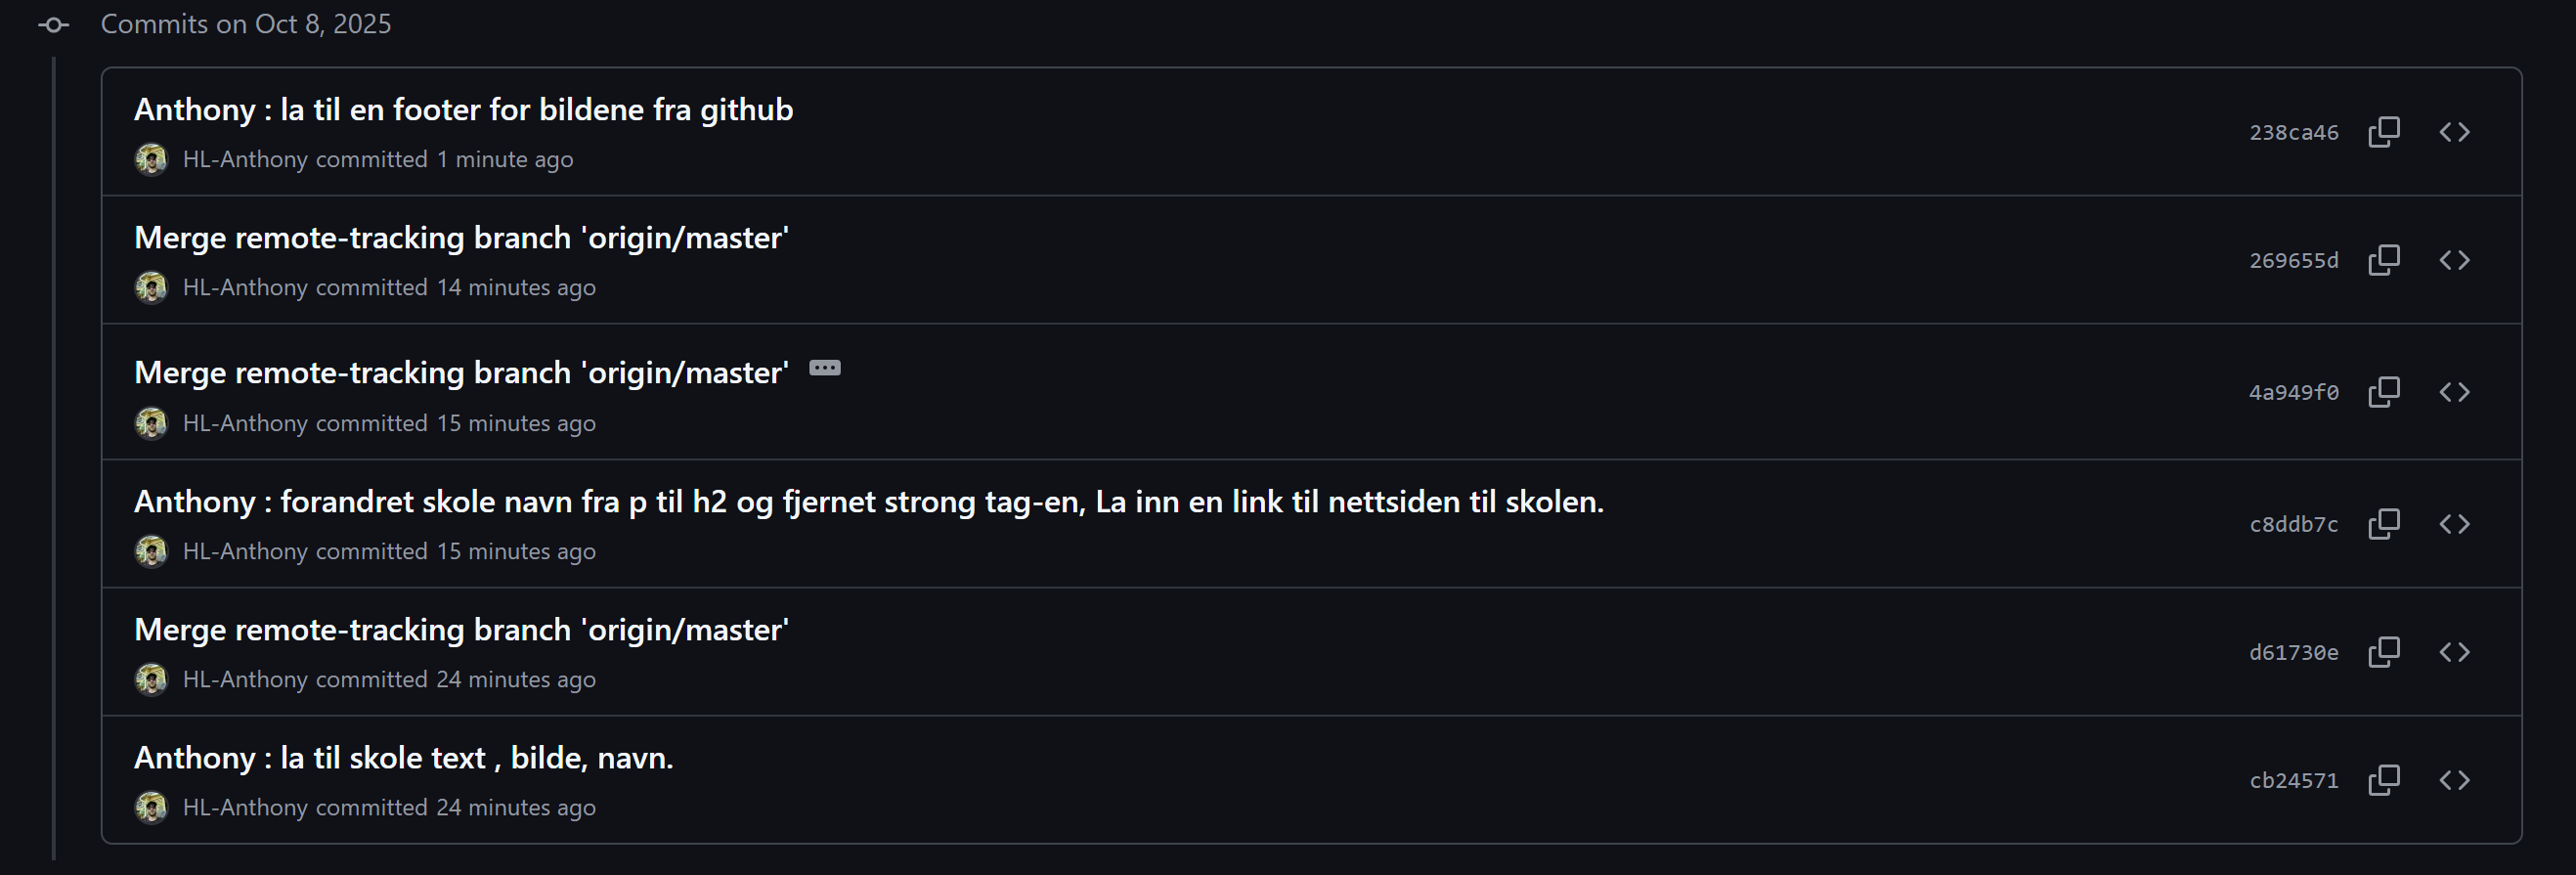 Commits on Oct 8, 2025
Anthony : la til en footer for bildene fra github
HL-Anthony committed 1 minute ago
238ca46
Merge remote-tracking branch 'origin/master'
HL-Anthony committed 14 minutes ago
269655d
Merge remote-tracking branch 'origin/master'
HL-Anthony committed 15 minutes ago
4a949f0
Anthony : forandret skole navn fra p til h2 og fjernet strong tag-en, La inn en link til nettsiden til skolen.
HL-Anthony committed 15 minutes ago
c8ddb7c
Merge remote-tracking branch 'origin/master'
HL-Anthony committed 24 minutes ago
d61730e
Anthony : la til skole text , bilde, navn.
HL-Anthony committed 24 minutes ago
cb24571